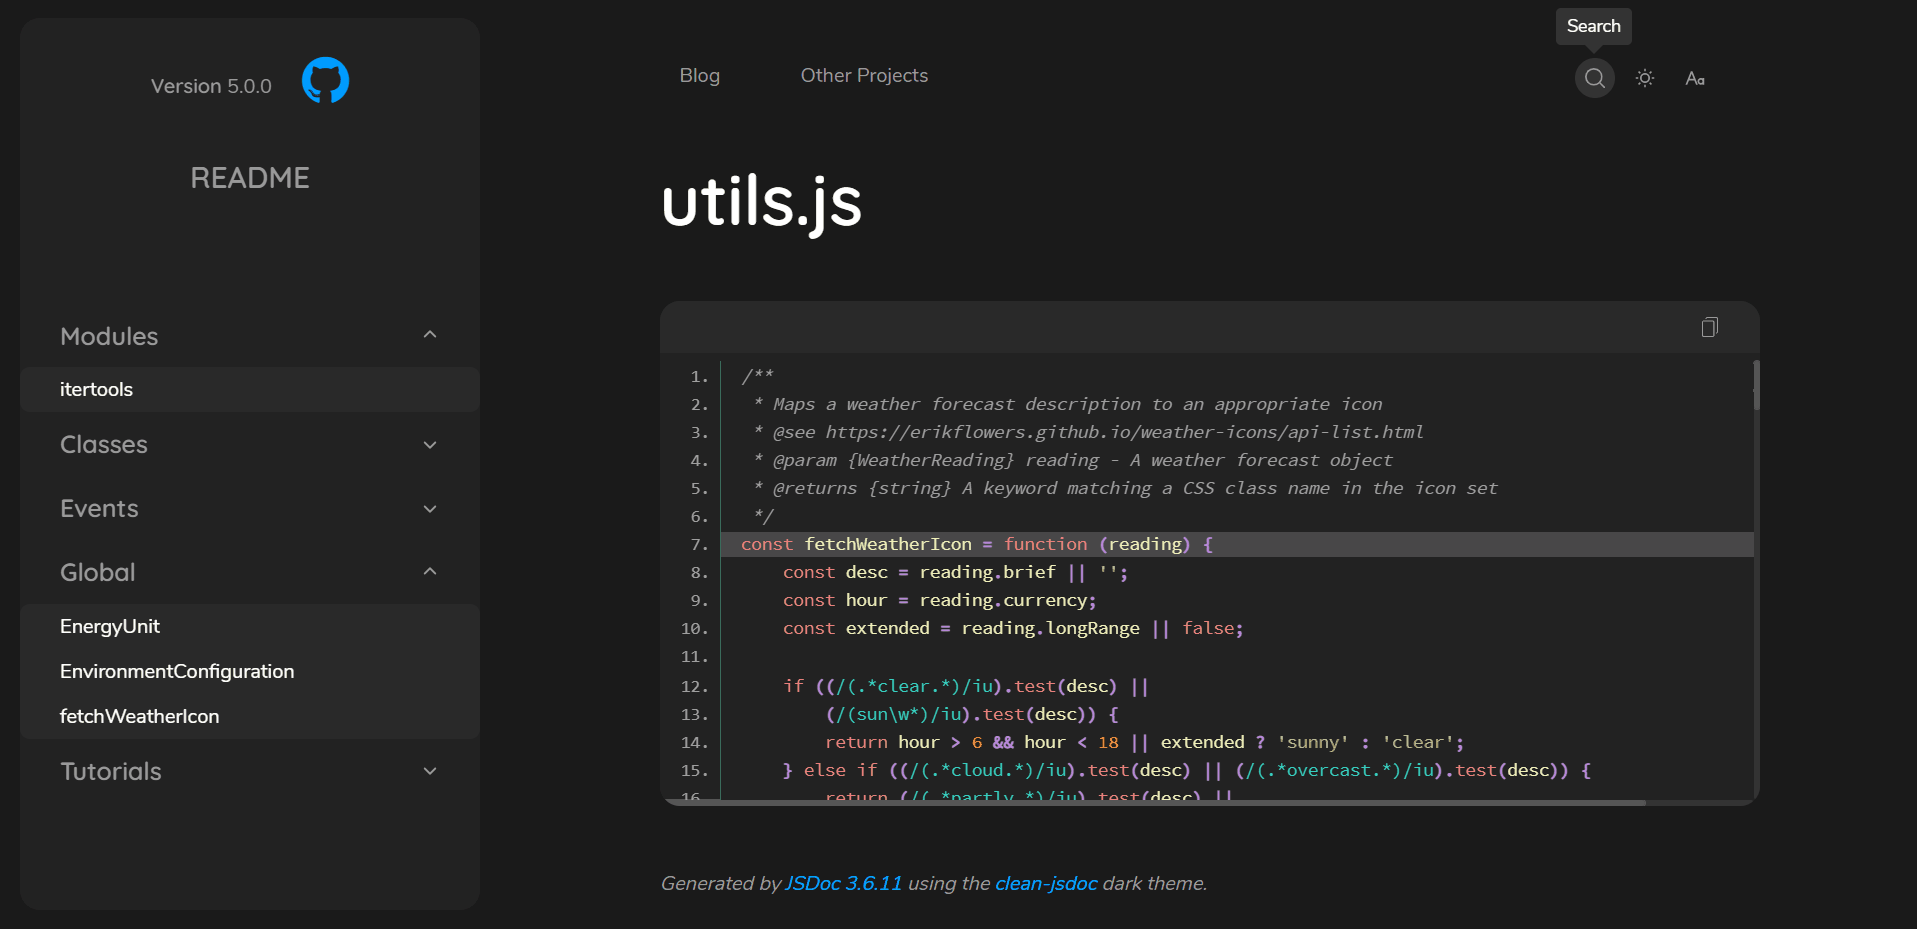 Version 5.0.0
README
Modules
itertools
Classes
Events
Global
EnergyUnit
EnvironmentConfiguration
fetchWeatherIcon
Tutorials
Blog
Other Projects
Search
Aa
utils.js
1. /**
2. * Maps a weather forecast description to an appropriate icon
3. * @see https://erikflowers.github.io/weather-icons/api-list.html
4. * @param {WeatherReading} reading - A weather forecast object
5. * @returns {string} A keyword matching a CSS class name in the icon set
6. */
7. const fetchWeatherIcon = function (reading) {
8. const desc = reading.brief || '';
9. const hour = reading.currency;
10. const extended = reading.longRange || false;
11.
12. if ((/(.*clear.*)/iu).test(desc) ||
13. (/(sun\w*)/iu).test(desc)) {
14. return hour > 6 && hour < 18 || extended ? 'sunny' : 'clear';
15. } else if ((/(.*cloud.*)/iu).test(desc) || (/(.*overcast.*)/iu).test(desc)) {
16. return (/(.*partly.*)/iu).test(desc) ||
Generated by JSDoc 3.6.11 using the clean-jsdoc dark theme.